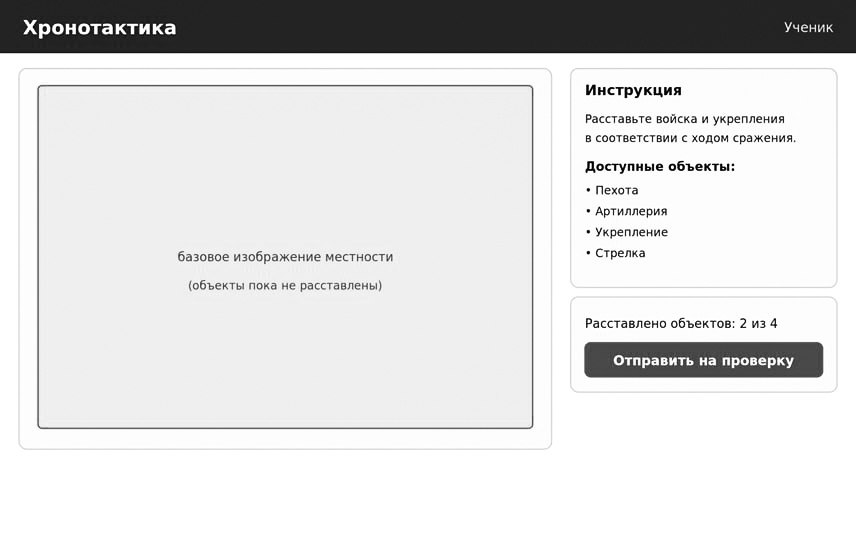 Хронотактика
Ученик
базовое изображение местности
(объекты пока не расставлены)
Инструкция
Расставьте войска и укрепления
в соответствии с ходом сражения.
Доступные объекты:
• Пехота
• Артиллерия
• Укрепление
• Стрелка
Расставлено объектов: 2 из 4
Отправить на проверку